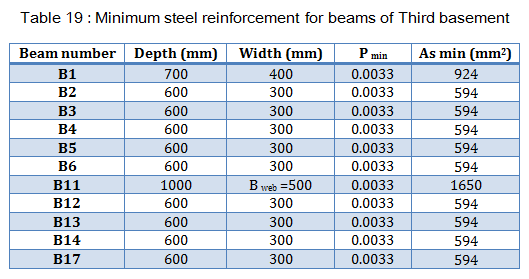 Table 19 : Minimum steel reinforcement for beams of Third basement
Beam number Depth (mm) Width (mm) P min As min (mm²)
B1 700 400 0.0033 924
B2 600 300 0.0033 594
B3 600 300 0.0033 594
B4 600 300 0.0033 594
B5 600 300 0.0033 594
B6 600 300 0.0033 594
B11 1000 B web =500 0.0033 1650
B12 600 300 0.0033 594
B13 600 300 0.0033 594
B14 600 300 0.0033 594
B17 600 300 0.0033 594